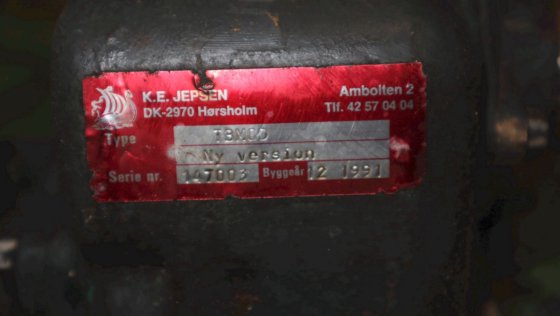 K.E. JEPSEN Ambolten 2
DK-2970 Hørsholm Tlf. 42 57 04 04
Type
Ny version
Serie nr. 147003 Byggeår 12 1991